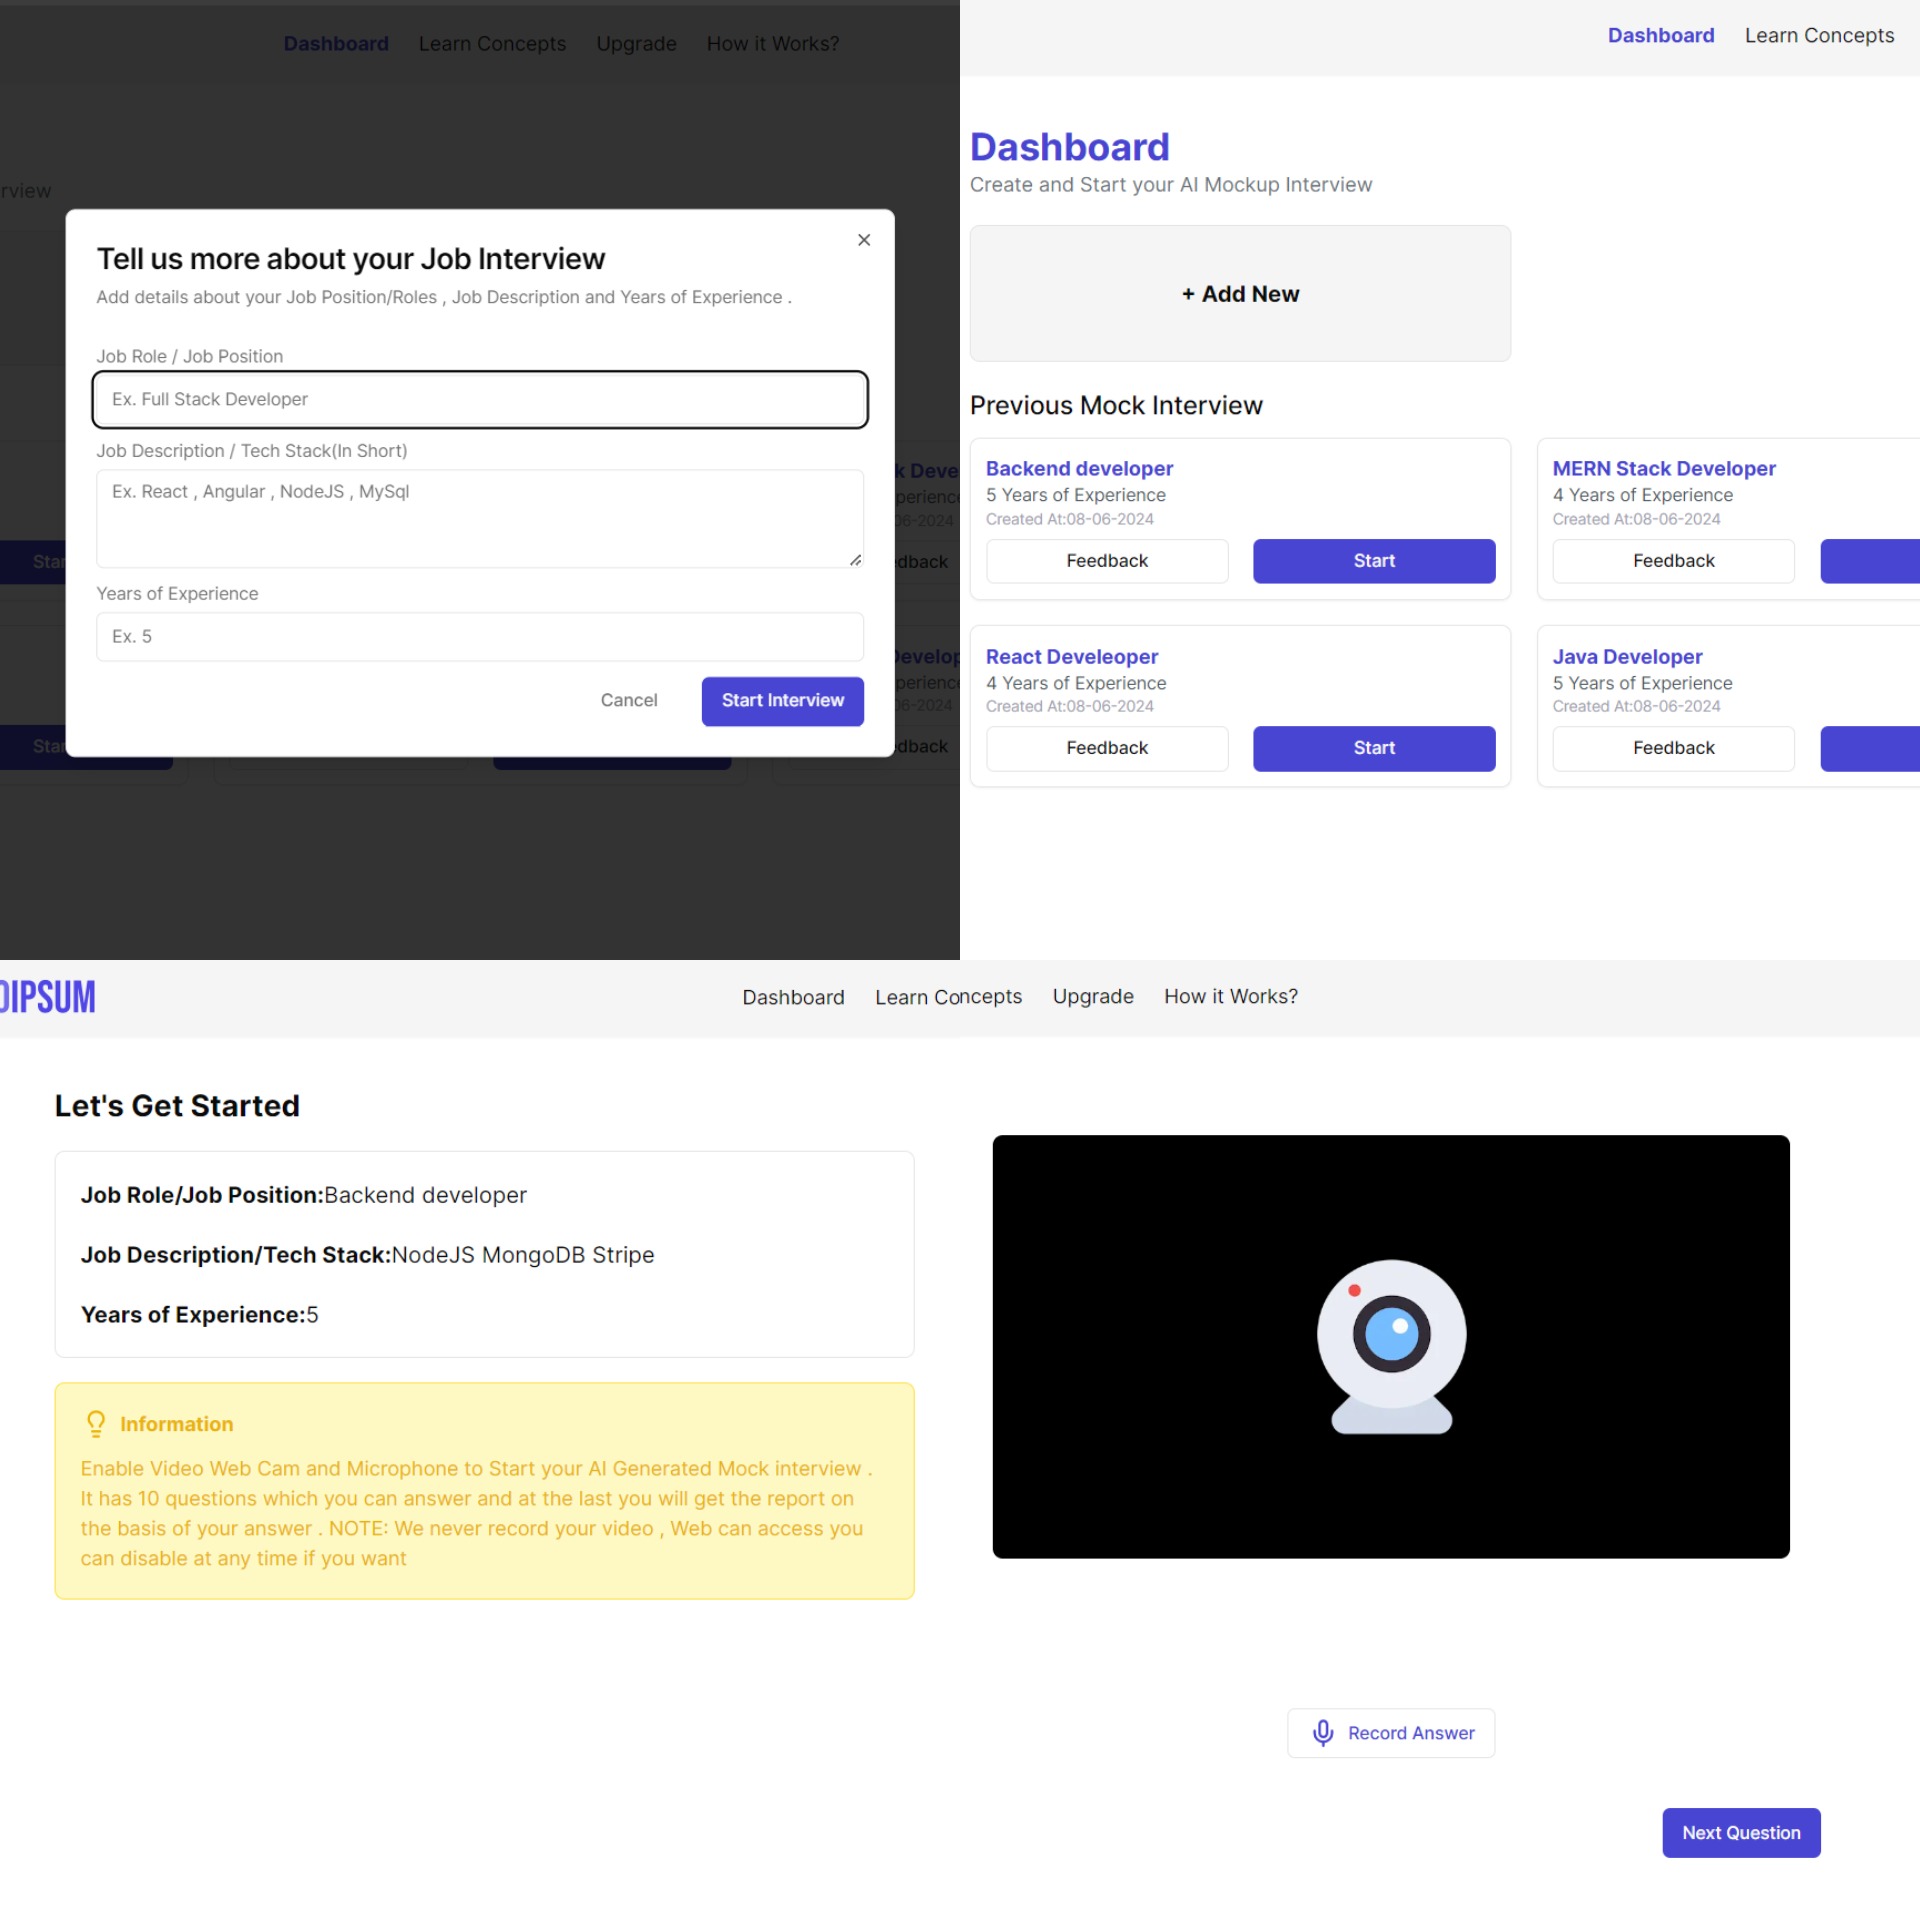 Dashboard Learn Concepts Upgrade How it Works?
rview
Tell us more about your Job Interview
Add details about your Job Position/Roles , Job Description and Years of Experience .
Job Role / Job Position
Ex. Full Stack Developer
Job Description / Tech Stack(In Short)
Ex. React , Angular , NodeJS , MySql
Years of Experience
Ex. 5
Cancel Start Interview
k Deve
perience
06-2024
Star
dback
Develop
perience
06-2024
Star
dback
Dashboard Learn Concepts
Dashboard
Create and Start your AI Mockup Interview
+ Add New
Previous Mock Interview
Backend developer
5 Years of Experience
Created At:08-06-2024
Feedback Start
MERN Stack Developer
4 Years of Experience
Created At:08-06-2024
Feedback
React Develeoper
4 Years of Experience
Created At:08-06-2024
Feedback Start
Java Developer
5 Years of Experience
Created At:08-06-2024
Feedback
OIPSUM
Dashboard Learn Concepts Upgrade How it Works?
Let's Get Started
Job Role/Job Position:Backend developer
Job Description/Tech Stack:NodeJS MongoDB Stripe
Years of Experience:5
Information
Enable Video Web Cam and Microphone to Start your AI Generated Mock interview .
It has 10 questions which you can answer and at the last you will get the report on
the basis of your answer . NOTE: We never record your video , Web can access you
can disable at any time if you want
Record Answer
Next Question